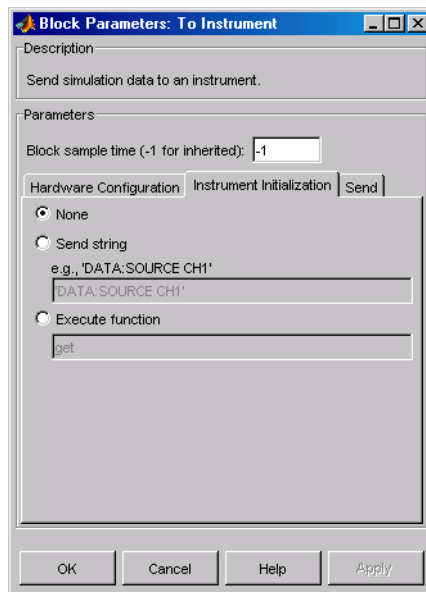 Block Parameters: To Instrument
Description
Send simulation data to an instrument.
Parameters
Block sample time (-1 for inherited): -1
Hardware Configuration Instrument Initialization Send
None
Send string
e.g., 'DATA:SOURCE CH1'
'DATA:SOURCE CH1'
Execute function
get
OK Cancel Help Apply